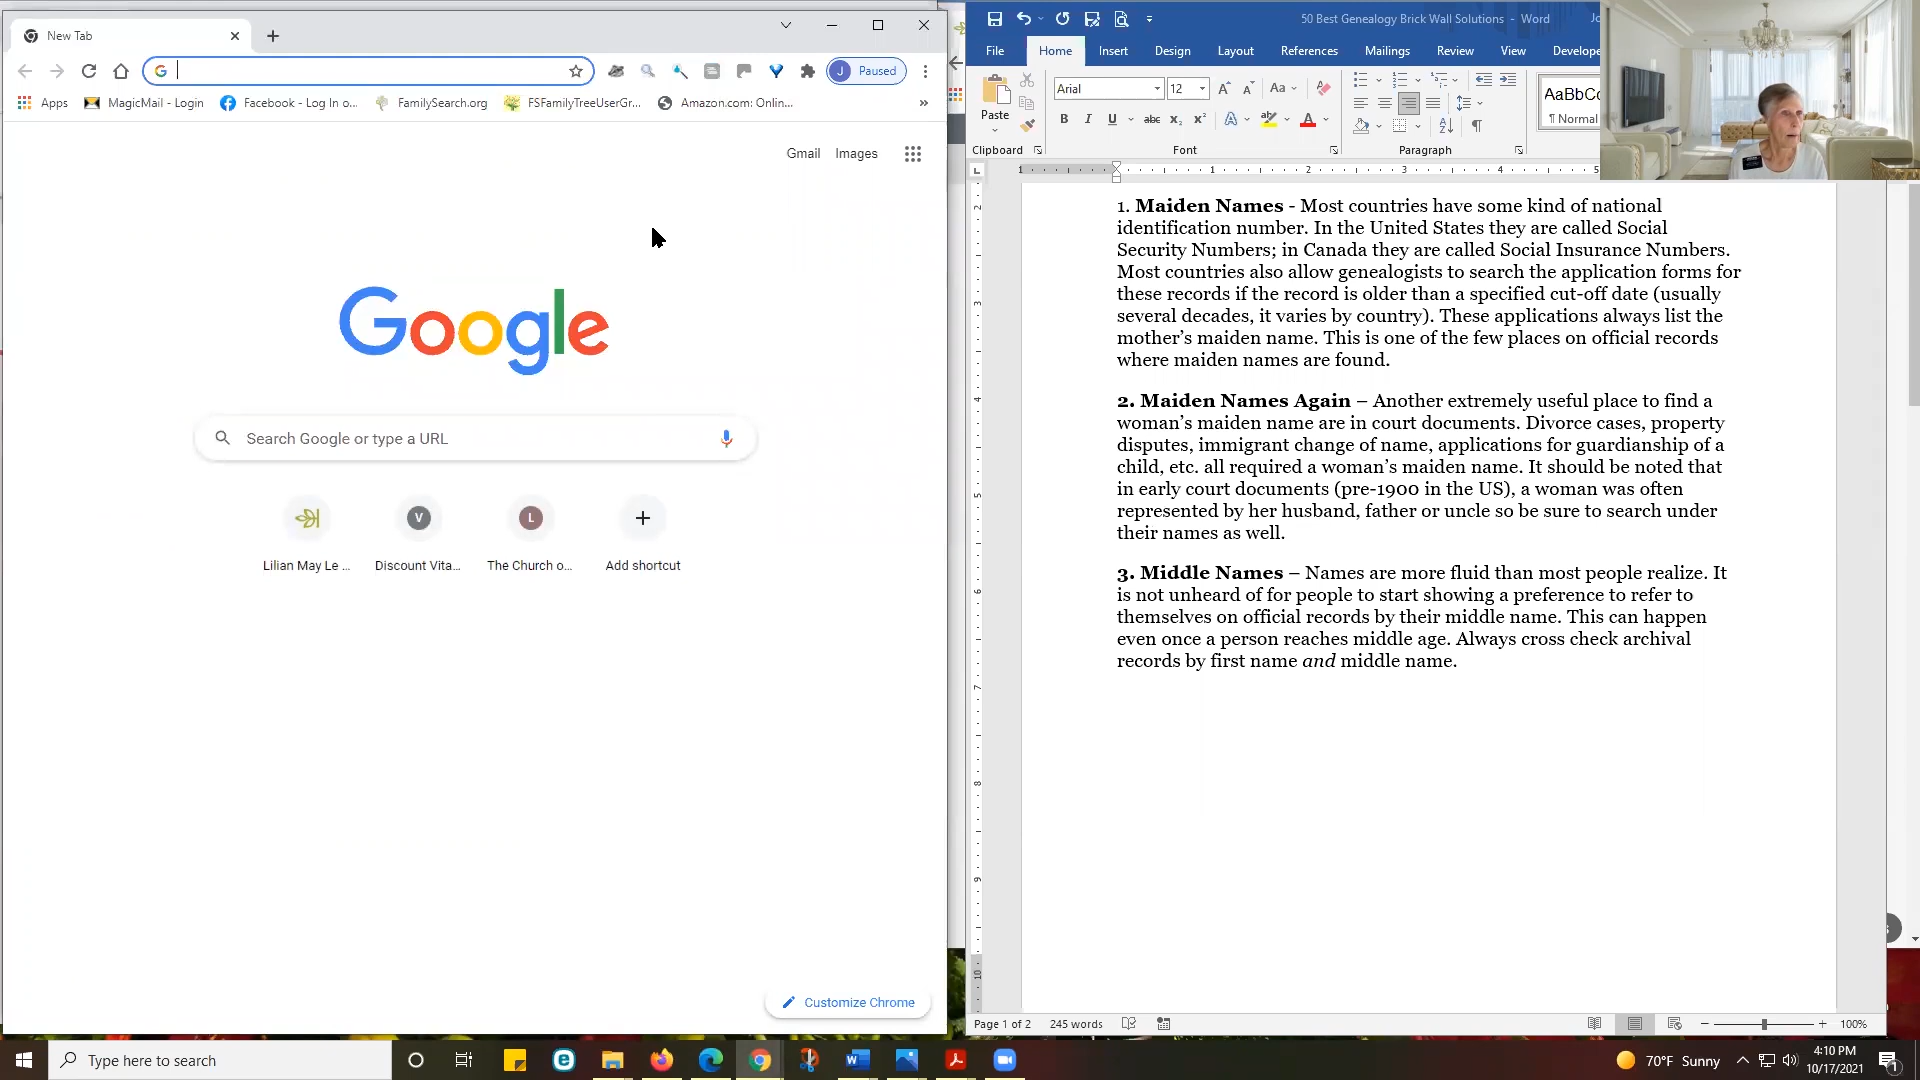 New Tab
Paused
Apps
MagicMail - Login
Facebook - Log In o...
FamilySearch.org
FSFamilyTreeUserGr...
Amazon.com: Onlin...
»
Gmail
Images
Google
Search Google or type a URL
V
L
Lilian May Le ...
Discount Vita...
The Church o...
Add shortcut
Customize Chrome
50 Best Genealogy Brick Wall Solutions - Word
File
Home
Insert
Design
Layout
References
Mailings
Review
View
Develope
Paste
Arial
12
AaBbCc
¶ Normal
Clipboard
Font
Paragraph
1. Maiden Names - Most countries have some kind of national
identification number. In the United States they are called Social
Security Numbers; in Canada they are called Social Insurance Numbers.
Most countries also allow genealogists to search the application forms for
these records if the record is older than a specified cut-off date (usually
several decades, it varies by country). These applications always list the
mother’s maiden name. This is one of the few places on official records
where maiden names are found.
2. Maiden Names Again – Another extremely useful place to find a
woman’s maiden name are in court documents. Divorce cases, property
disputes, immigrant change of name, applications for guardianship of a
child, etc. all required a woman’s maiden name. It should be noted that
in early court documents (pre-1900 in the US), a woman was often
represented by her husband, father or uncle so be sure to search under
their names as well.
3. Middle Names – Names are more fluid than most people realize. It
is not unheard of for people to start showing a preference to refer to
themselves on official records by their middle name. This can happen
even once a person reaches middle age. Always cross check archival
records by first name and middle name.
Page 1 of 2
245 words
100%
Type here to search
70°F Sunny
4:10 PM
10/17/2021